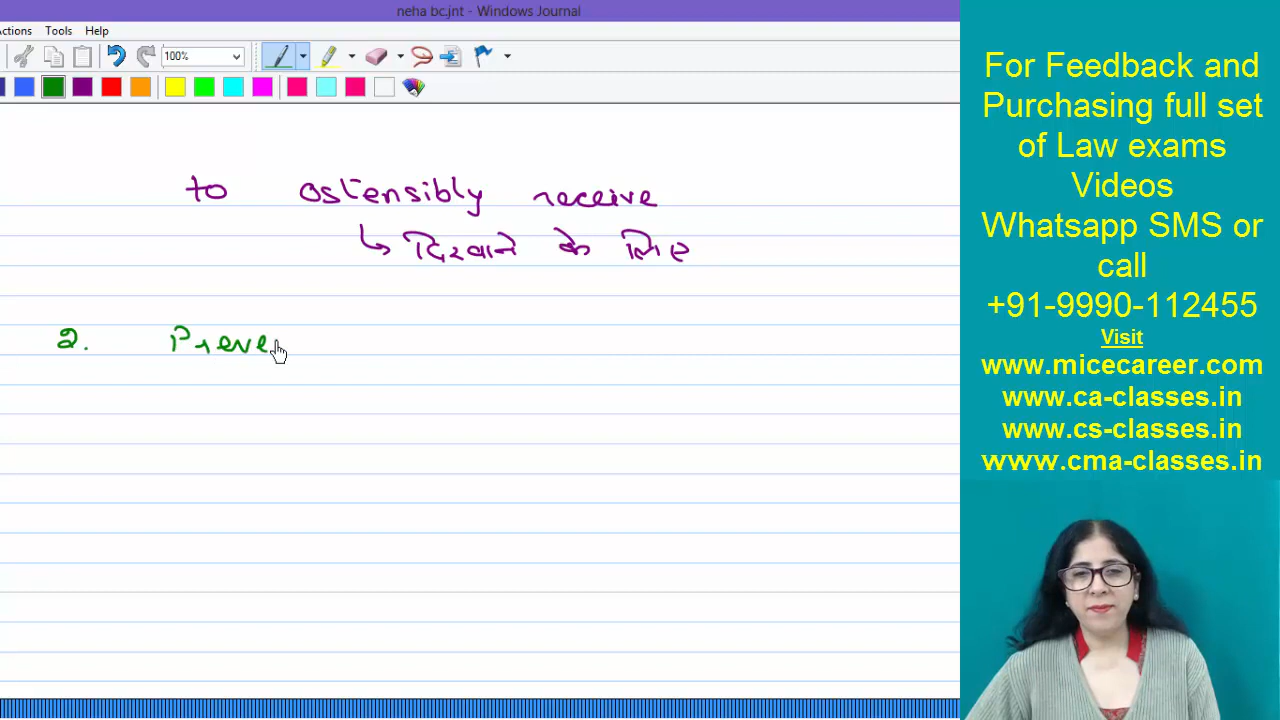 neha bc.jnt - Windows Journal
Actions Tools Help
100%
to ostensibly receive
↳ दिखाने के लिए
2. Preve
For Feedback and
Purchasing full set
of Law exams
Videos
Whatsapp SMS or
call
+91-9990-112455
Visit
www.micecareer.com
www.ca-classes.in
www.cs-classes.in
www.cma-classes.in